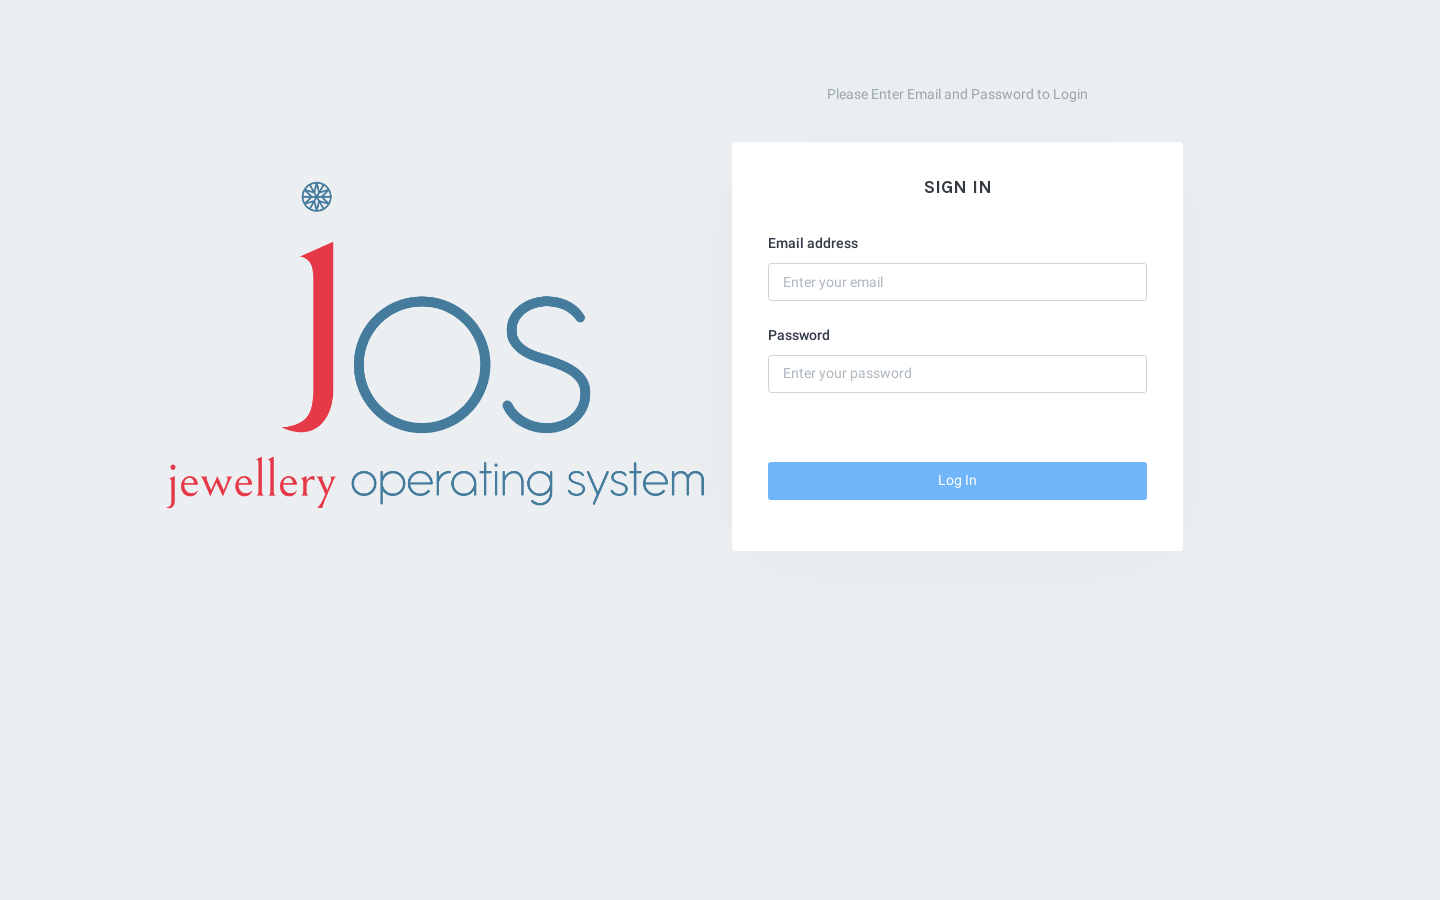 jos
jewellery operating system
Please Enter Email and Password to Login
SIGN IN
Email address
Enter your email
Password
Enter your password
Log In